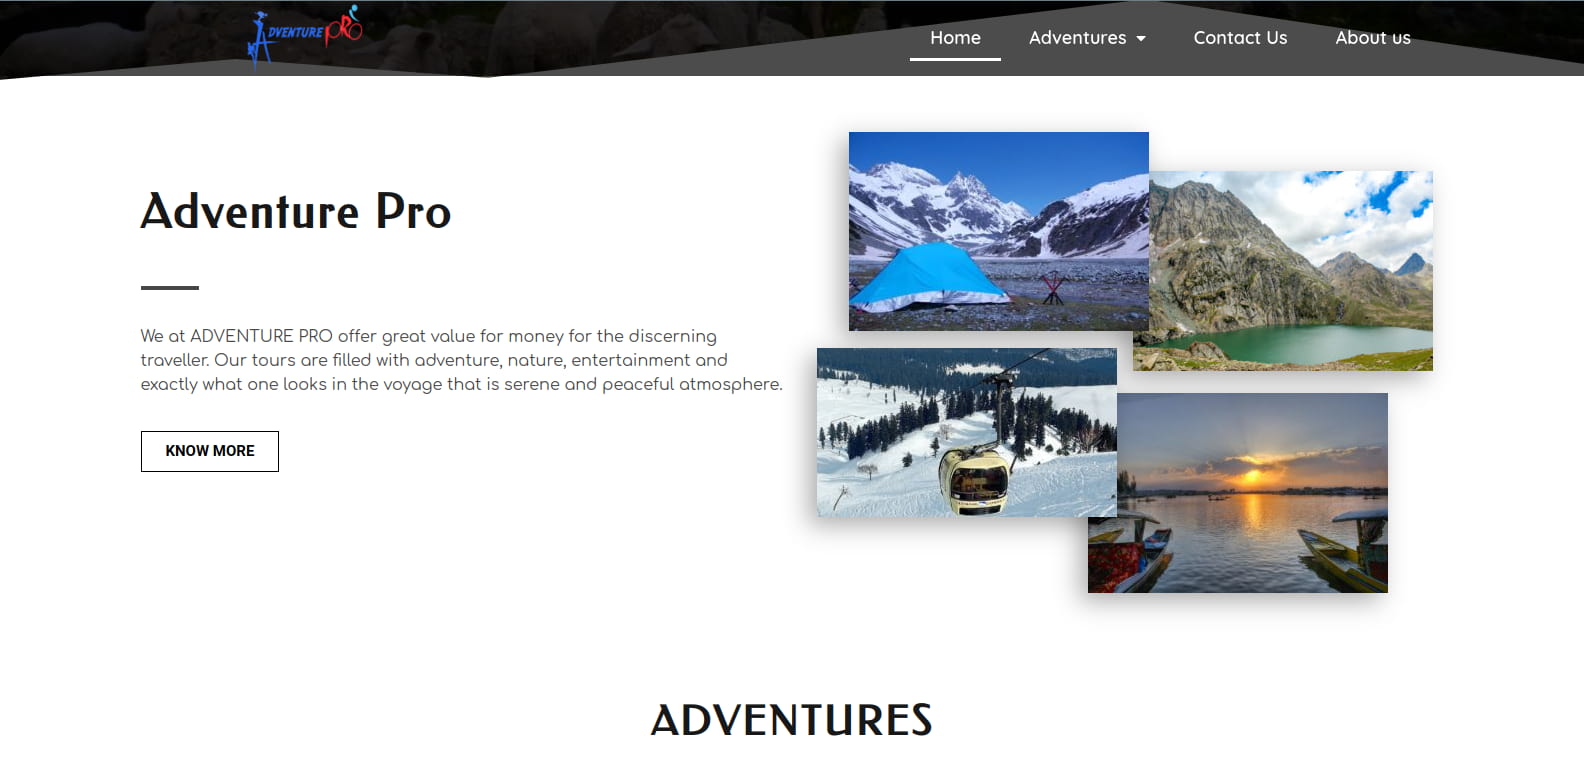 ADVENTURE PRO
Home
Adventures
Contact Us
About us
Adventure Pro
We at ADVENTURE PRO offer great value for money for the discerning
traveller. Our tours are filled with adventure, nature, entertainment and
exactly what one looks in the voyage that is serene and peaceful atmosphere.
KNOW MORE
ADVENTURES